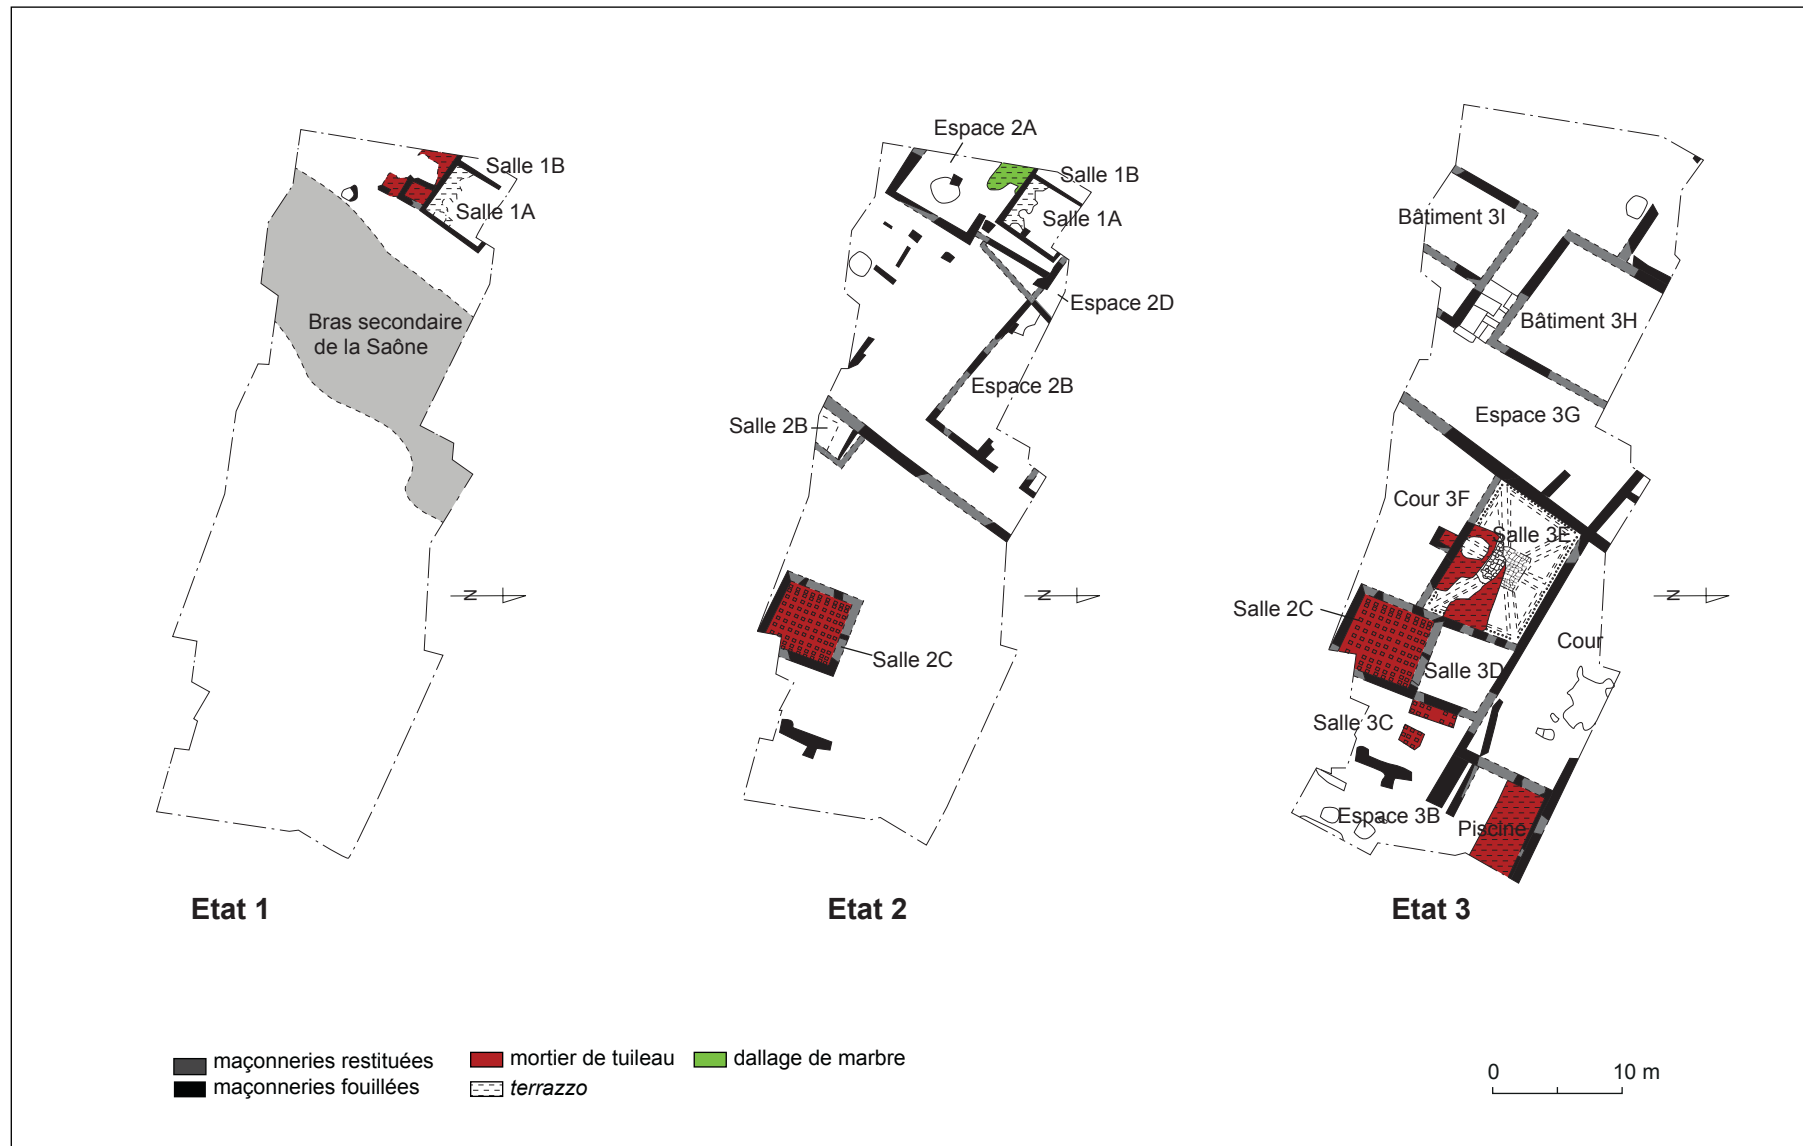 Salle 1B
Salle 1A
Bras secondaire
de la Saône
N
Etat 1
Espace 2A
Salle 1B
Salle 1A
Espace 2D
Espace 2B
Salle 2B
N
Salle 2C
Etat 2
Bâtiment 3I
Bâtiment 3H
Espace 3G
Cour 3F
Salle 3E
N
Salle 2C
Cour
Salle 3D
Salle 3C
Espace 3B
Piscine
Etat 3
maçonneries restituées
maçonneries fouillées
mortier de tuileau
terrazzo
dallage de marbre
0 10 m